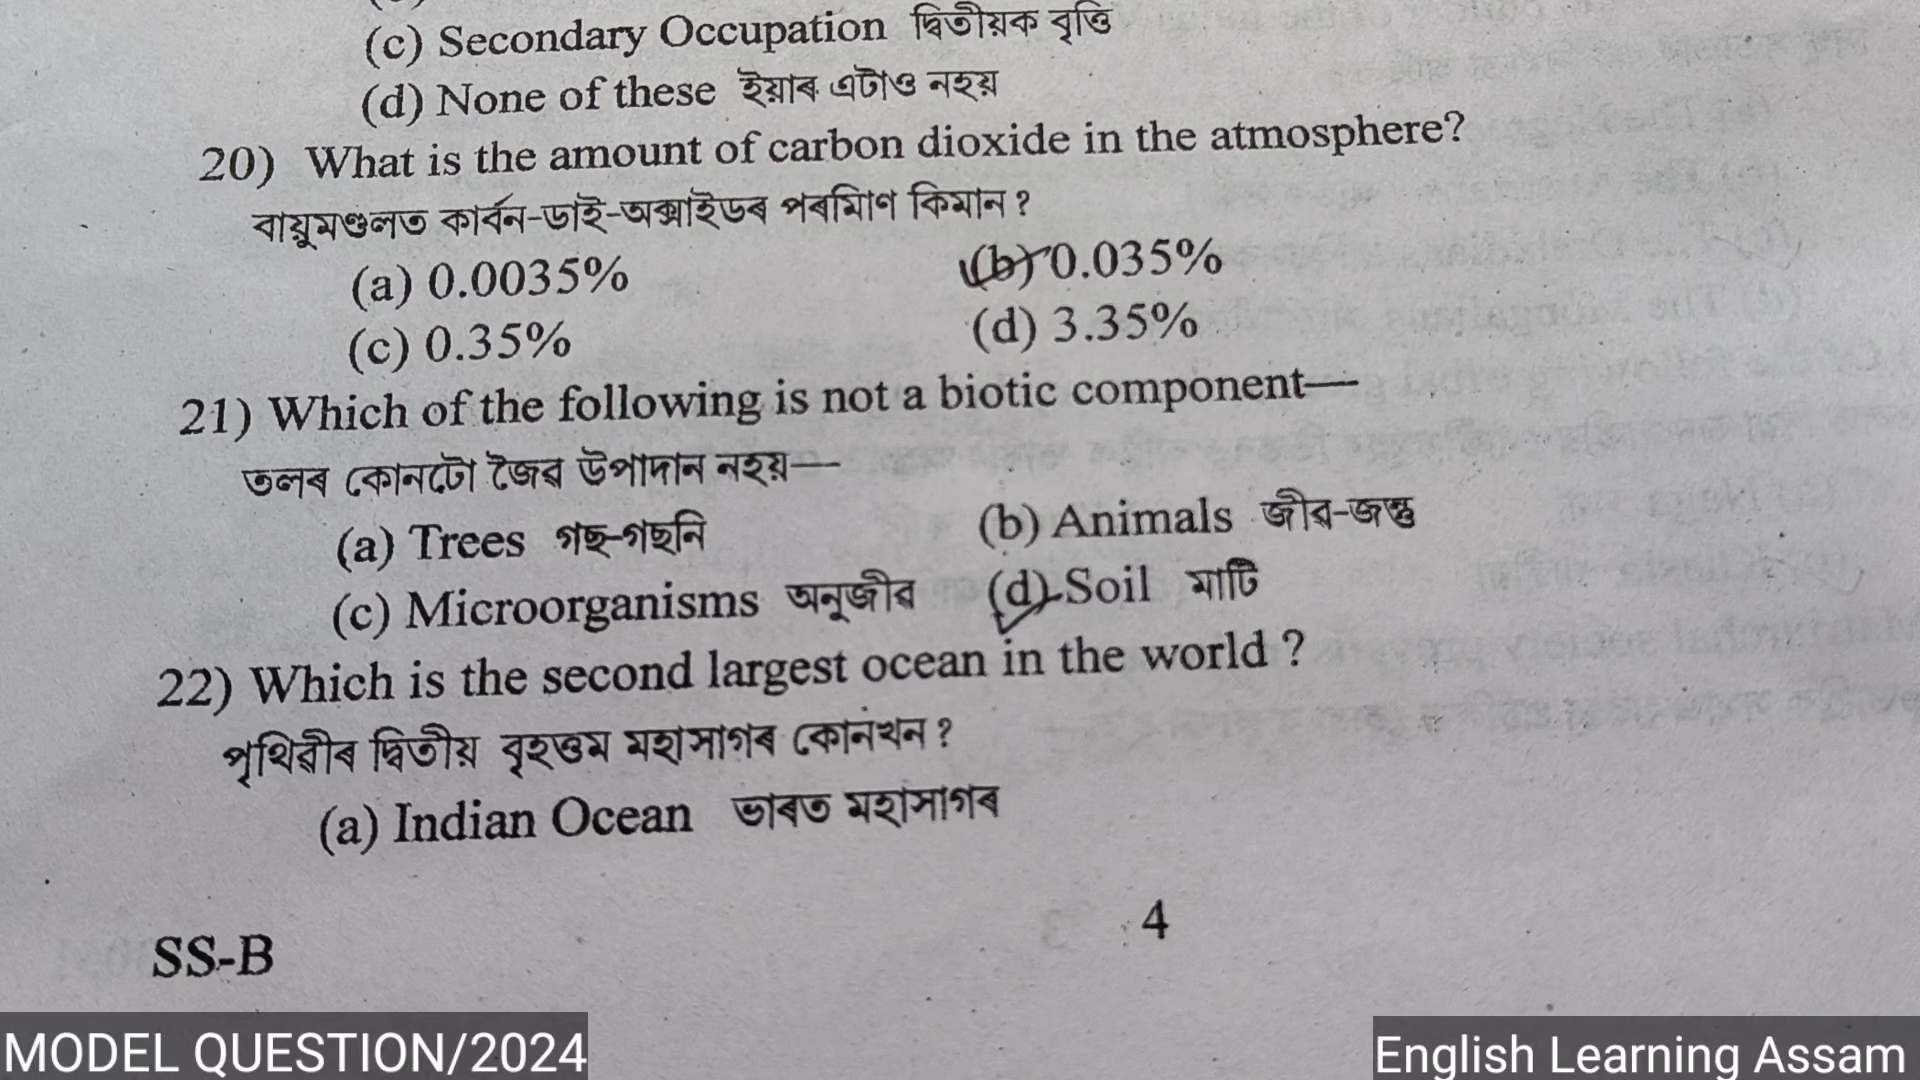 (c) Secondary Occupation দ্বিতীয়ক বৃত্তি
(d) None of these ইয়াৰ এটাও নহয়
20) What is the amount of carbon dioxide in the atmosphere?
বায়ুমণ্ডলত কাৰ্বন-ডাই-অক্সাইডৰ পৰিমাণ কিমান ?
(a) 0.0035% (b) 0.035%
(c) 0.35% (d) 3.35%
21) Which of the following is not a biotic component—
তলৰ কোনটো জৈৱ উপাদান নহয়—
(a) Trees গছ-গছনি (b) Animals জীৱ-জন্তু
(c) Microorganisms অনূজীৱ (d) Soil মাটি
22) Which is the second largest ocean in the world ?
পৃথিৱীৰ দ্বিতীয় বৃহত্তম মহাসাগৰ কোনখন ?
(a) Indian Ocean ভাৰত মহাসাগৰ
4
SS-B
MODEL QUESTION/2024
English Learning Assam